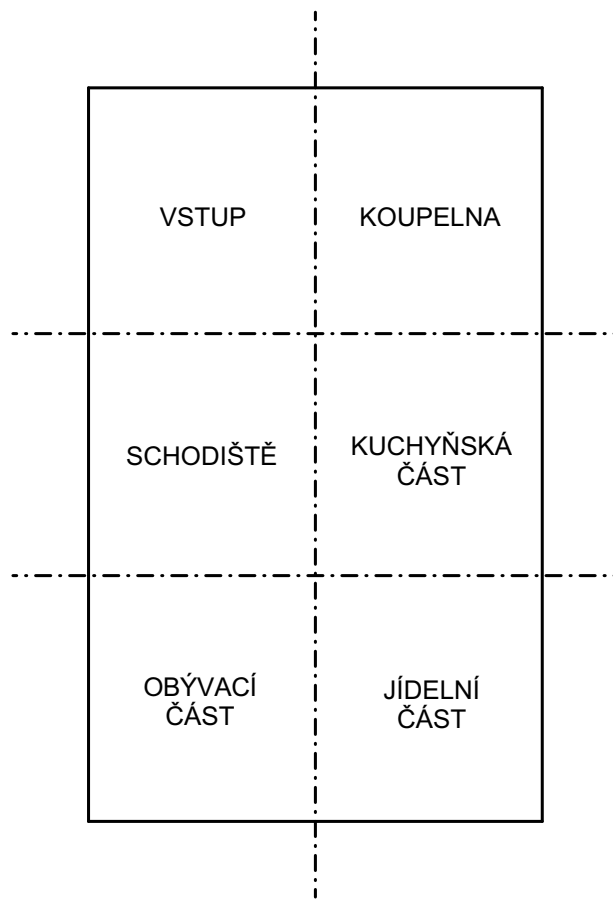 VSTUP
KOUPELNA
SCHODIŠTĚ
KUCHYŇSKÁ
ČÁST
OBÝVACÍ
ČÁST
JÍDELNÍ
ČÁST